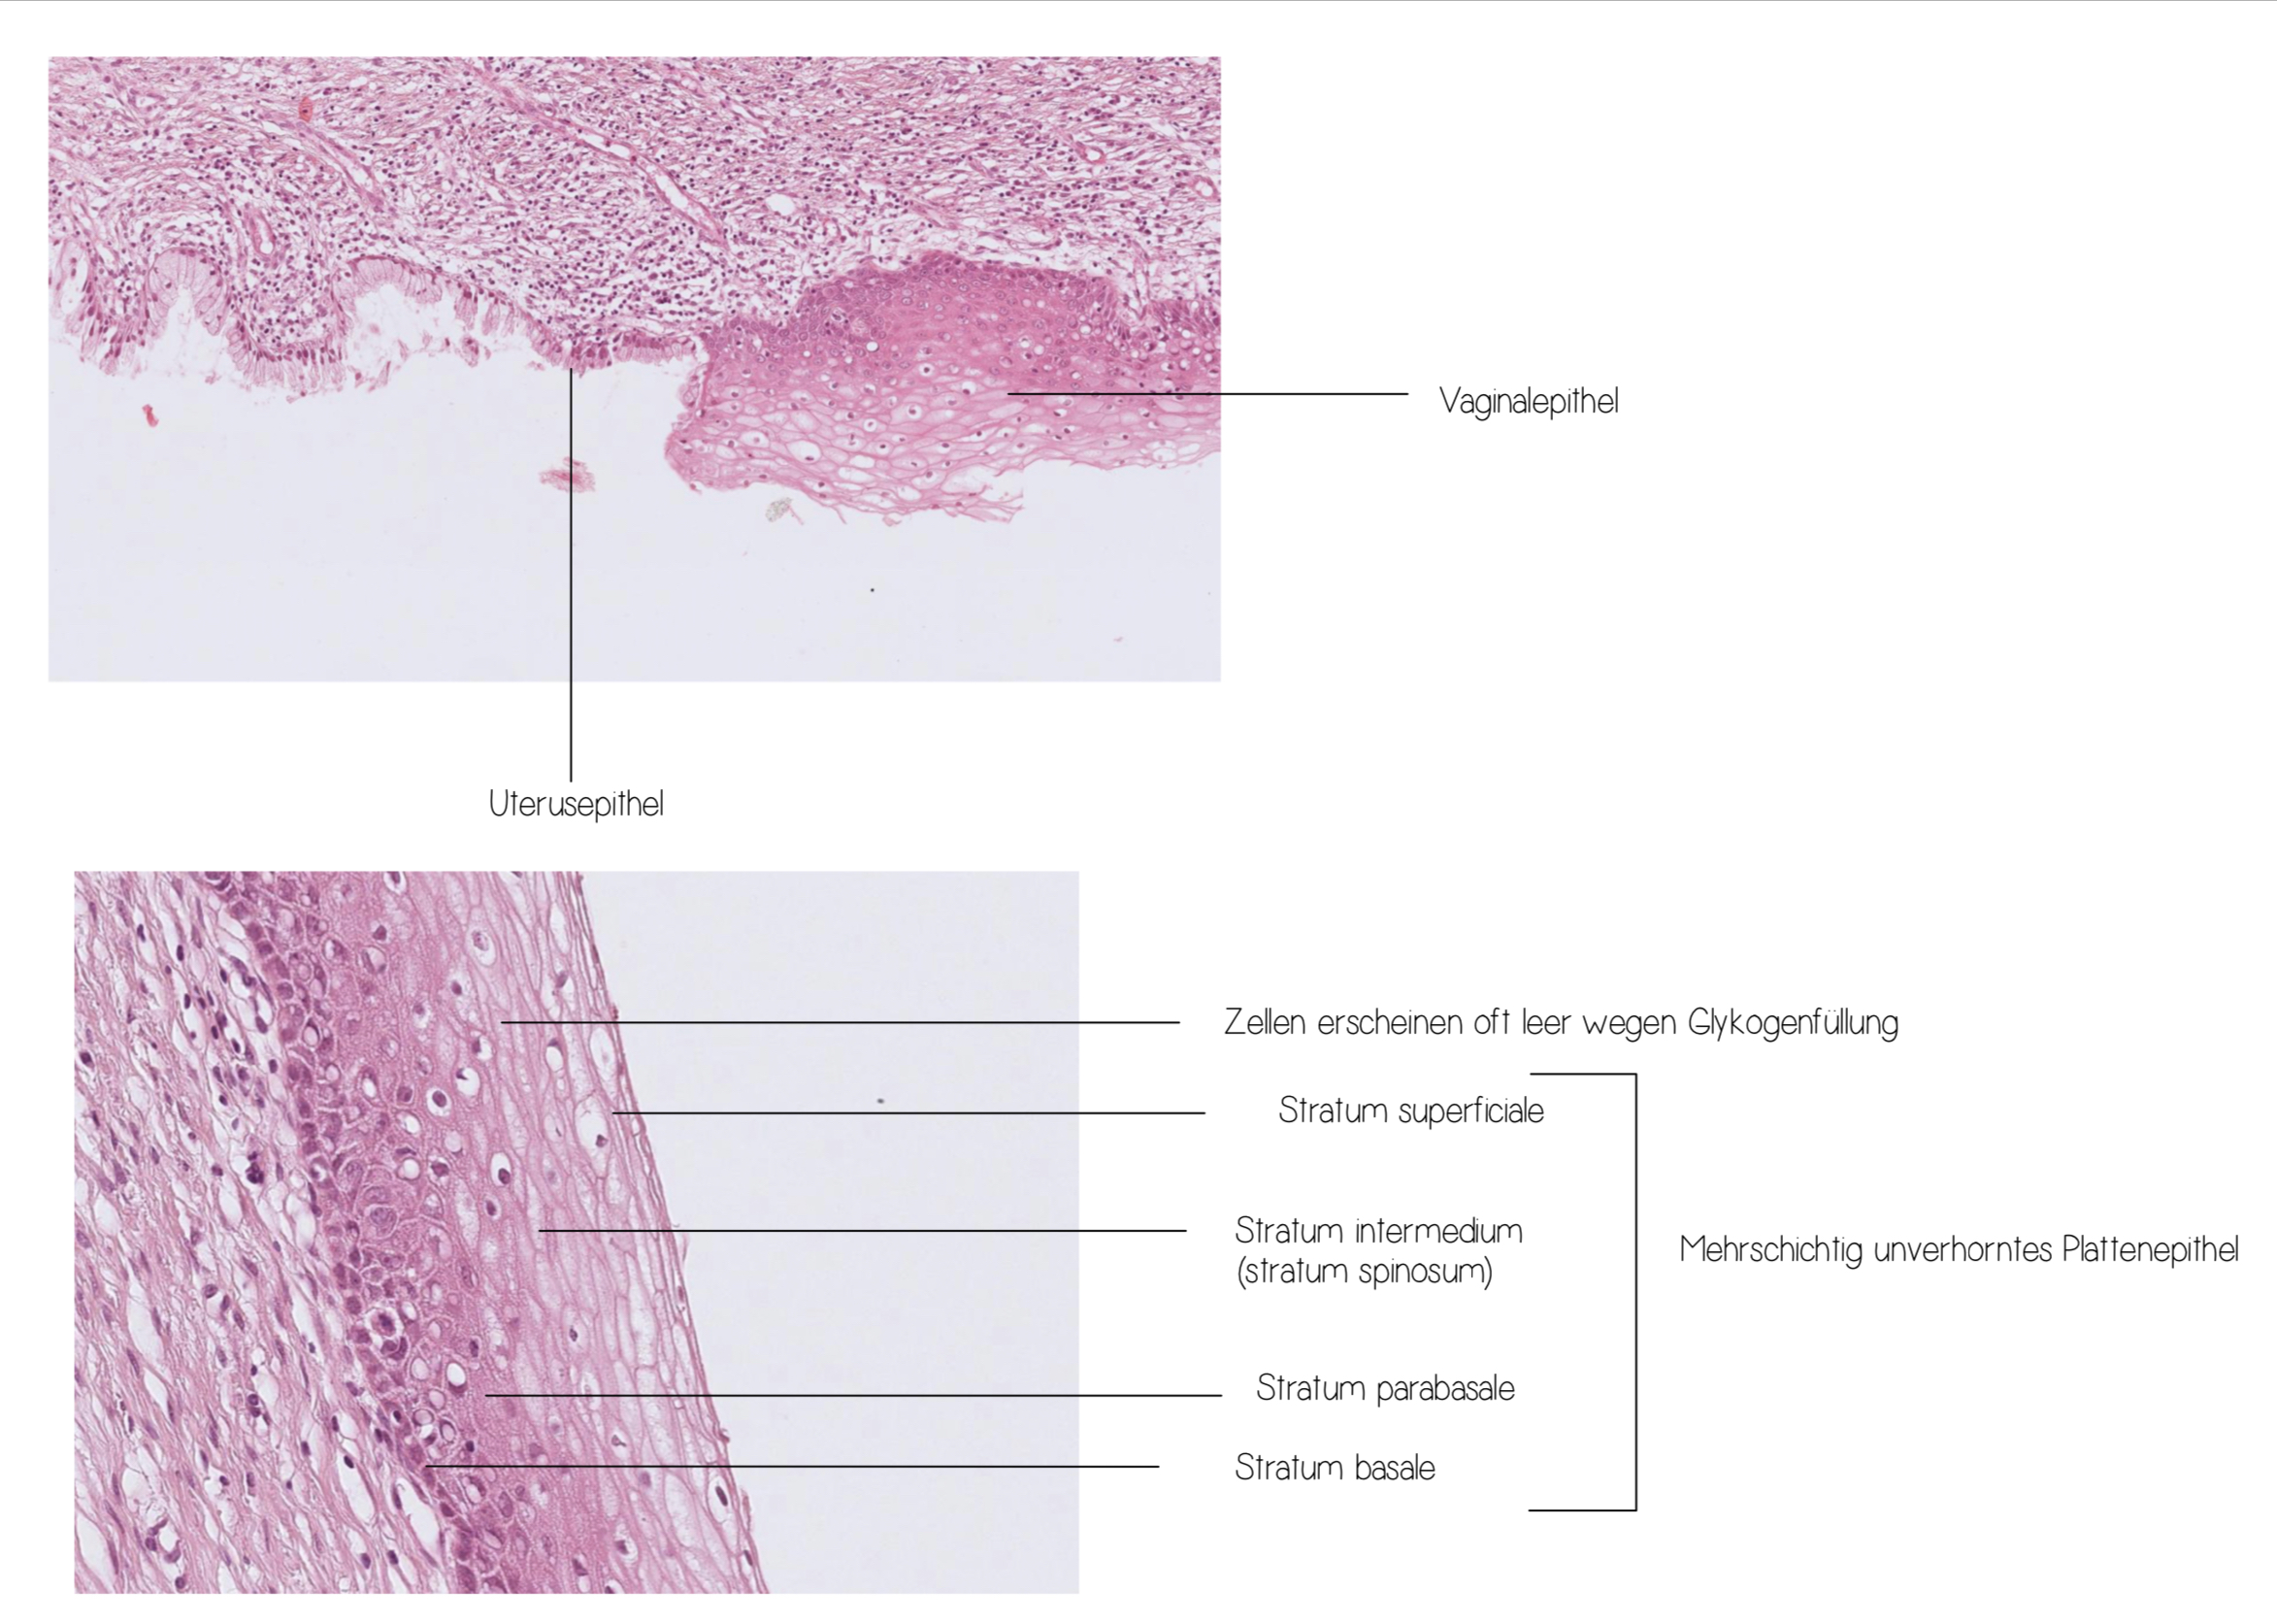 Vaginalepithel
Uterusepithel
Zellen erscheinen oft leer wegen Glykogenfüllung
Stratum superficiale
Stratum intermedium
(stratum spinosum)
Mehrschichtig unverhorntes Plattenepithel
Stratum parabasale
Stratum basale